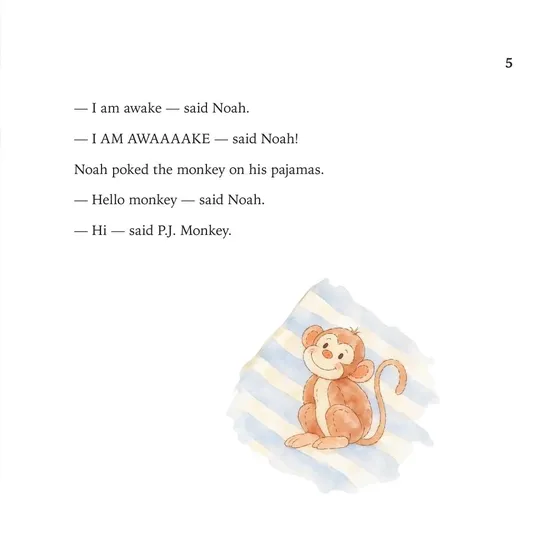 5
— I am awake — said Noah.
— I AM AWAAAAKE — said Noah!
Noah poked the monkey on his pajamas.
— Hello monkey — said Noah.
— Hi — said P.J. Monkey.